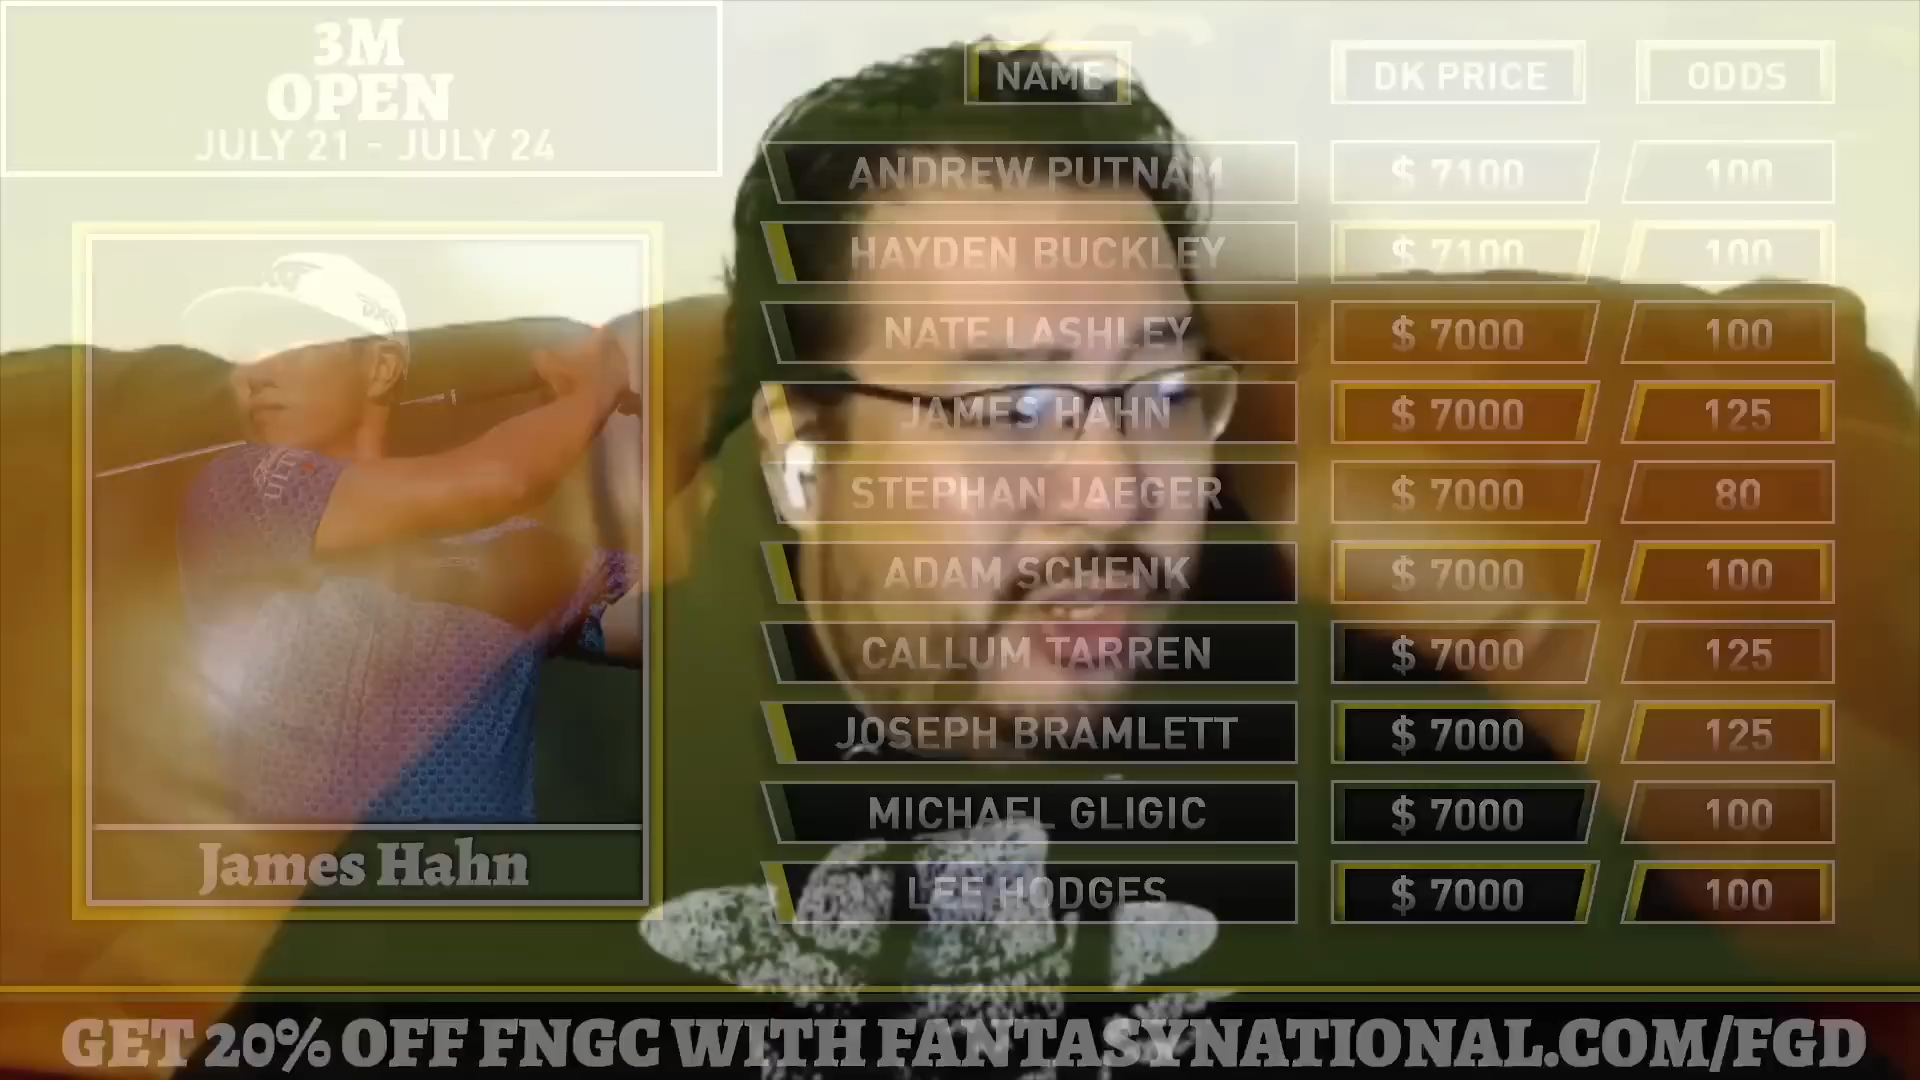 3M
OPEN
JULY 21 - JULY 24
NAME DK PRICE ODDS
ANDREW PUTNAM $ 7100 100
HAYDEN BUCKLEY $ 7100 100
NATE LASHLEY $ 7000 100
JAMES HAHN $ 7000 125
STEPHAN JAEGER $ 7000 80
ADAM SCHENK $ 7000 100
CALLUM TARREN $ 7000 125
JOSEPH BRAMLETT $ 7000 125
MICHAEL GLIGIC $ 7000 100
LEE HODGES $ 7000 100
James Hahn
GET 20% OFF FNGC WITH FANTASYNATIONAL.COM/FGD